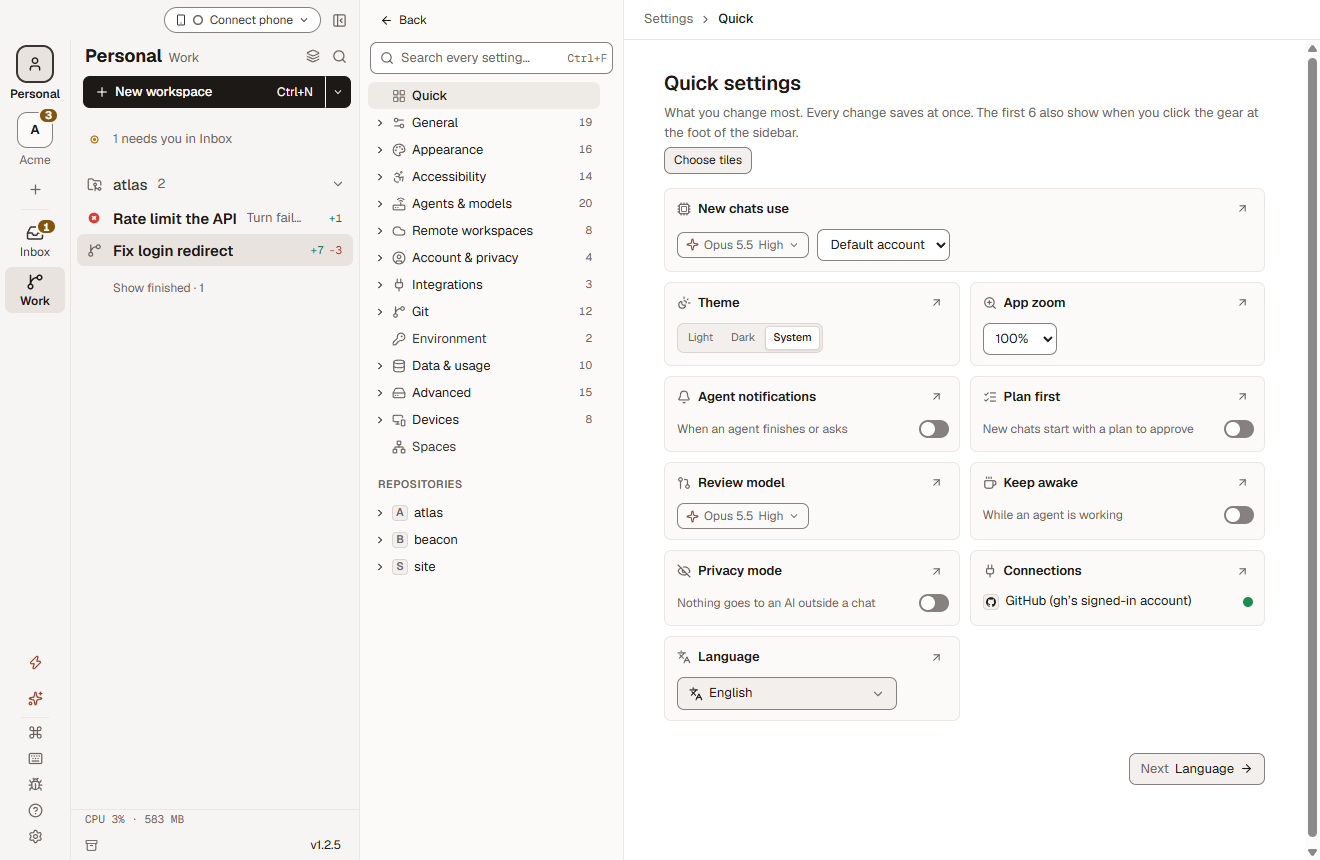 Connect phone
Personal
A
3
Acme
1
Inbox
Work
Personal Work
New workspace Ctrl+N
1 needs you in Inbox
atlas 2
Rate limit the API Turn fail... +1
Fix login redirect +7 -3
Show finished · 1
CPU 3% · 583 MB
v1.2.5
Back
Search every setting... Ctrl+F
Quick
General 19
Appearance 16
Accessibility 14
Agents & models 20
Remote workspaces 8
Account & privacy 4
Integrations 3
Git 12
Environment 2
Data & usage 10
Advanced 15
Devices 8
Spaces
REPOSITORIES
A atlas
B beacon
S site
Settings › Quick
Quick settings
What you change most. Every change saves at once. The first 6 also show when you click the gear at
the foot of the sidebar.
Choose tiles
New chats use
Opus 5.5 High
Default account
Theme
Light Dark System
App zoom
100%
Agent notifications
When an agent finishes or asks
Plan first
New chats start with a plan to approve
Review model
Opus 5.5 High
Keep awake
While an agent is working
Privacy mode
Nothing goes to an AI outside a chat
Connections
GitHub (gh's signed-in account)
Language
English
Next Language